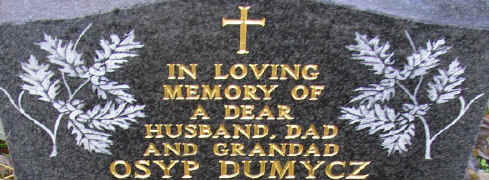 IN LOVING
MEMORY OF
A DEAR
HUSBAND, DAD
AND GRANDAD
OSYP DUMYCZ